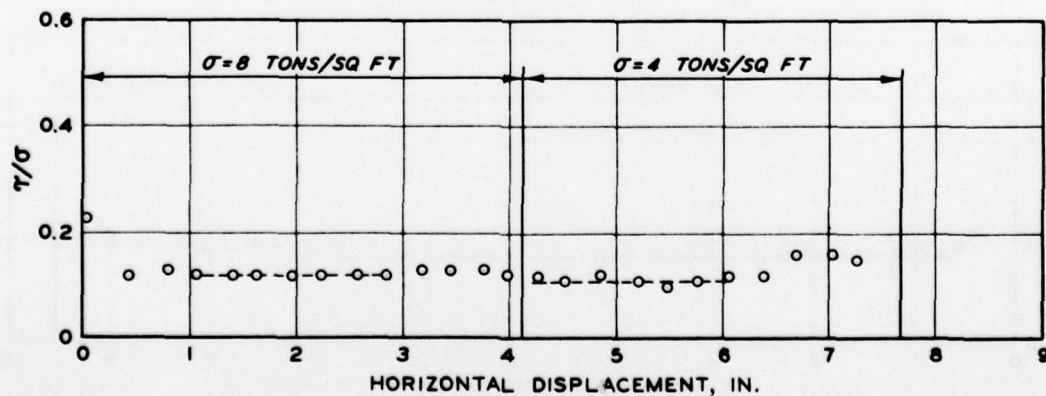 0.6
σ=8 TONS/SQ FT
σ=4 TONS/SQ FT
0.4
τ/σ
0.2
0
0 1 2 3 4 5 6 7 8 9
HORIZONTAL DISPLACEMENT, IN.